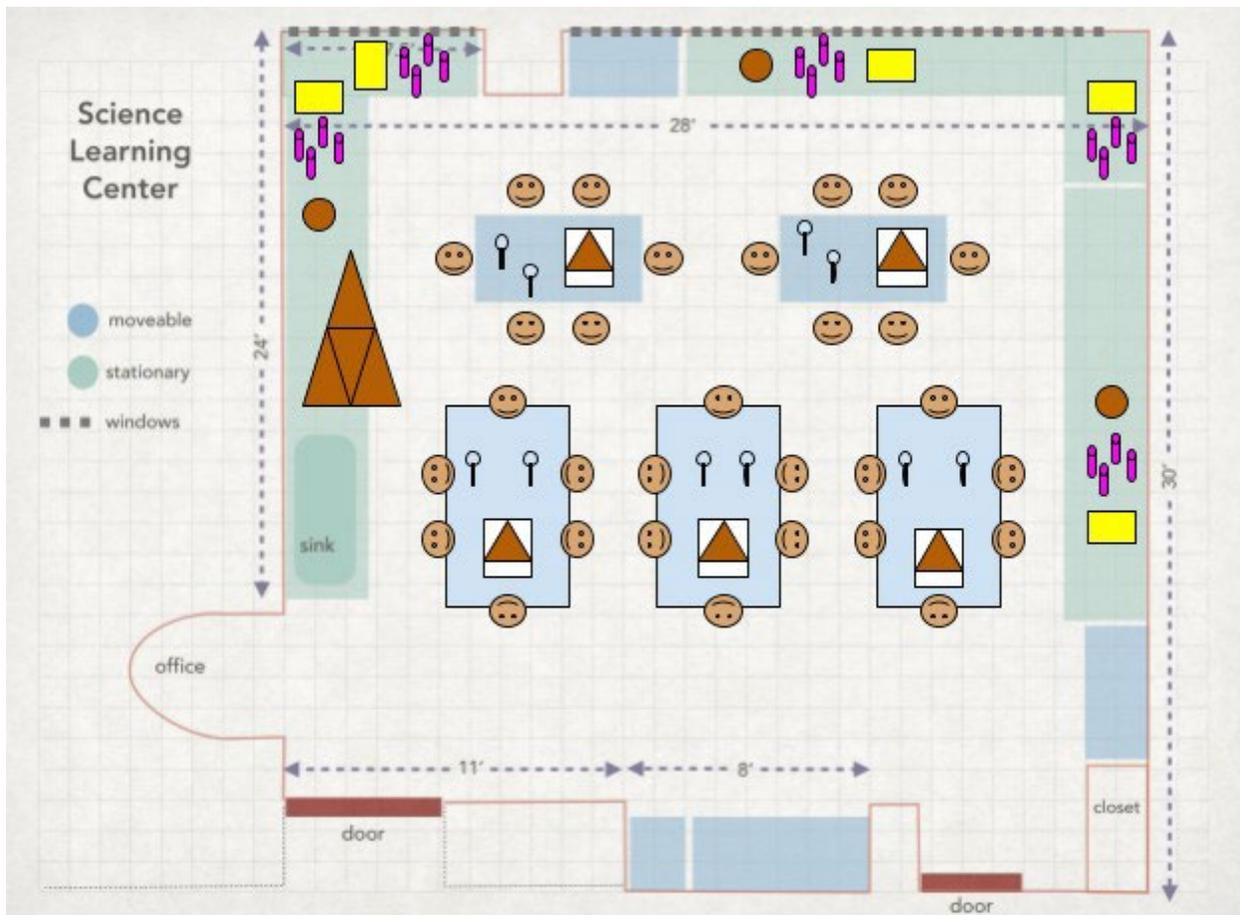 Science
Learning
Center
28'
moveable
stationary
windows
24'
30'
sink
office
11'
8'
door
closet
door